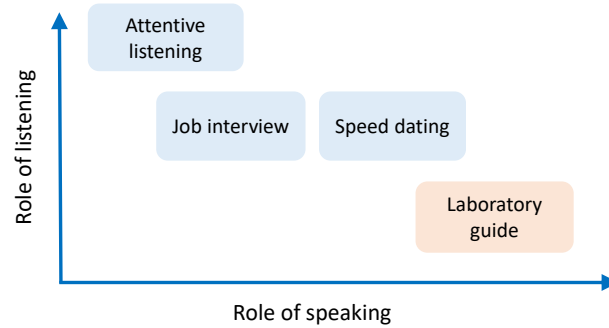 Attentive
listening
Job interview
Speed dating
Laboratory
guide
Role of listening
Role of speaking